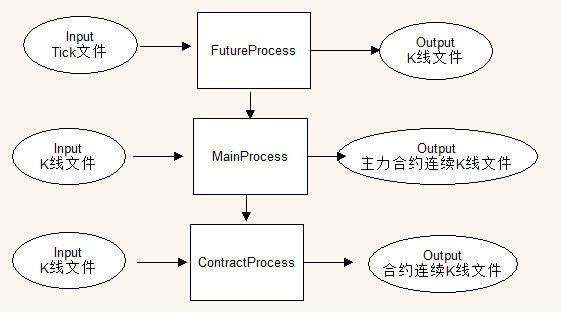 Input
Tick文件
FutureProcess
Output
K线文件
Input
K线文件
MainProcess
Output
主力合约连续K线文件
Input
K线文件
ContractProcess
Output
合约连续K线文件